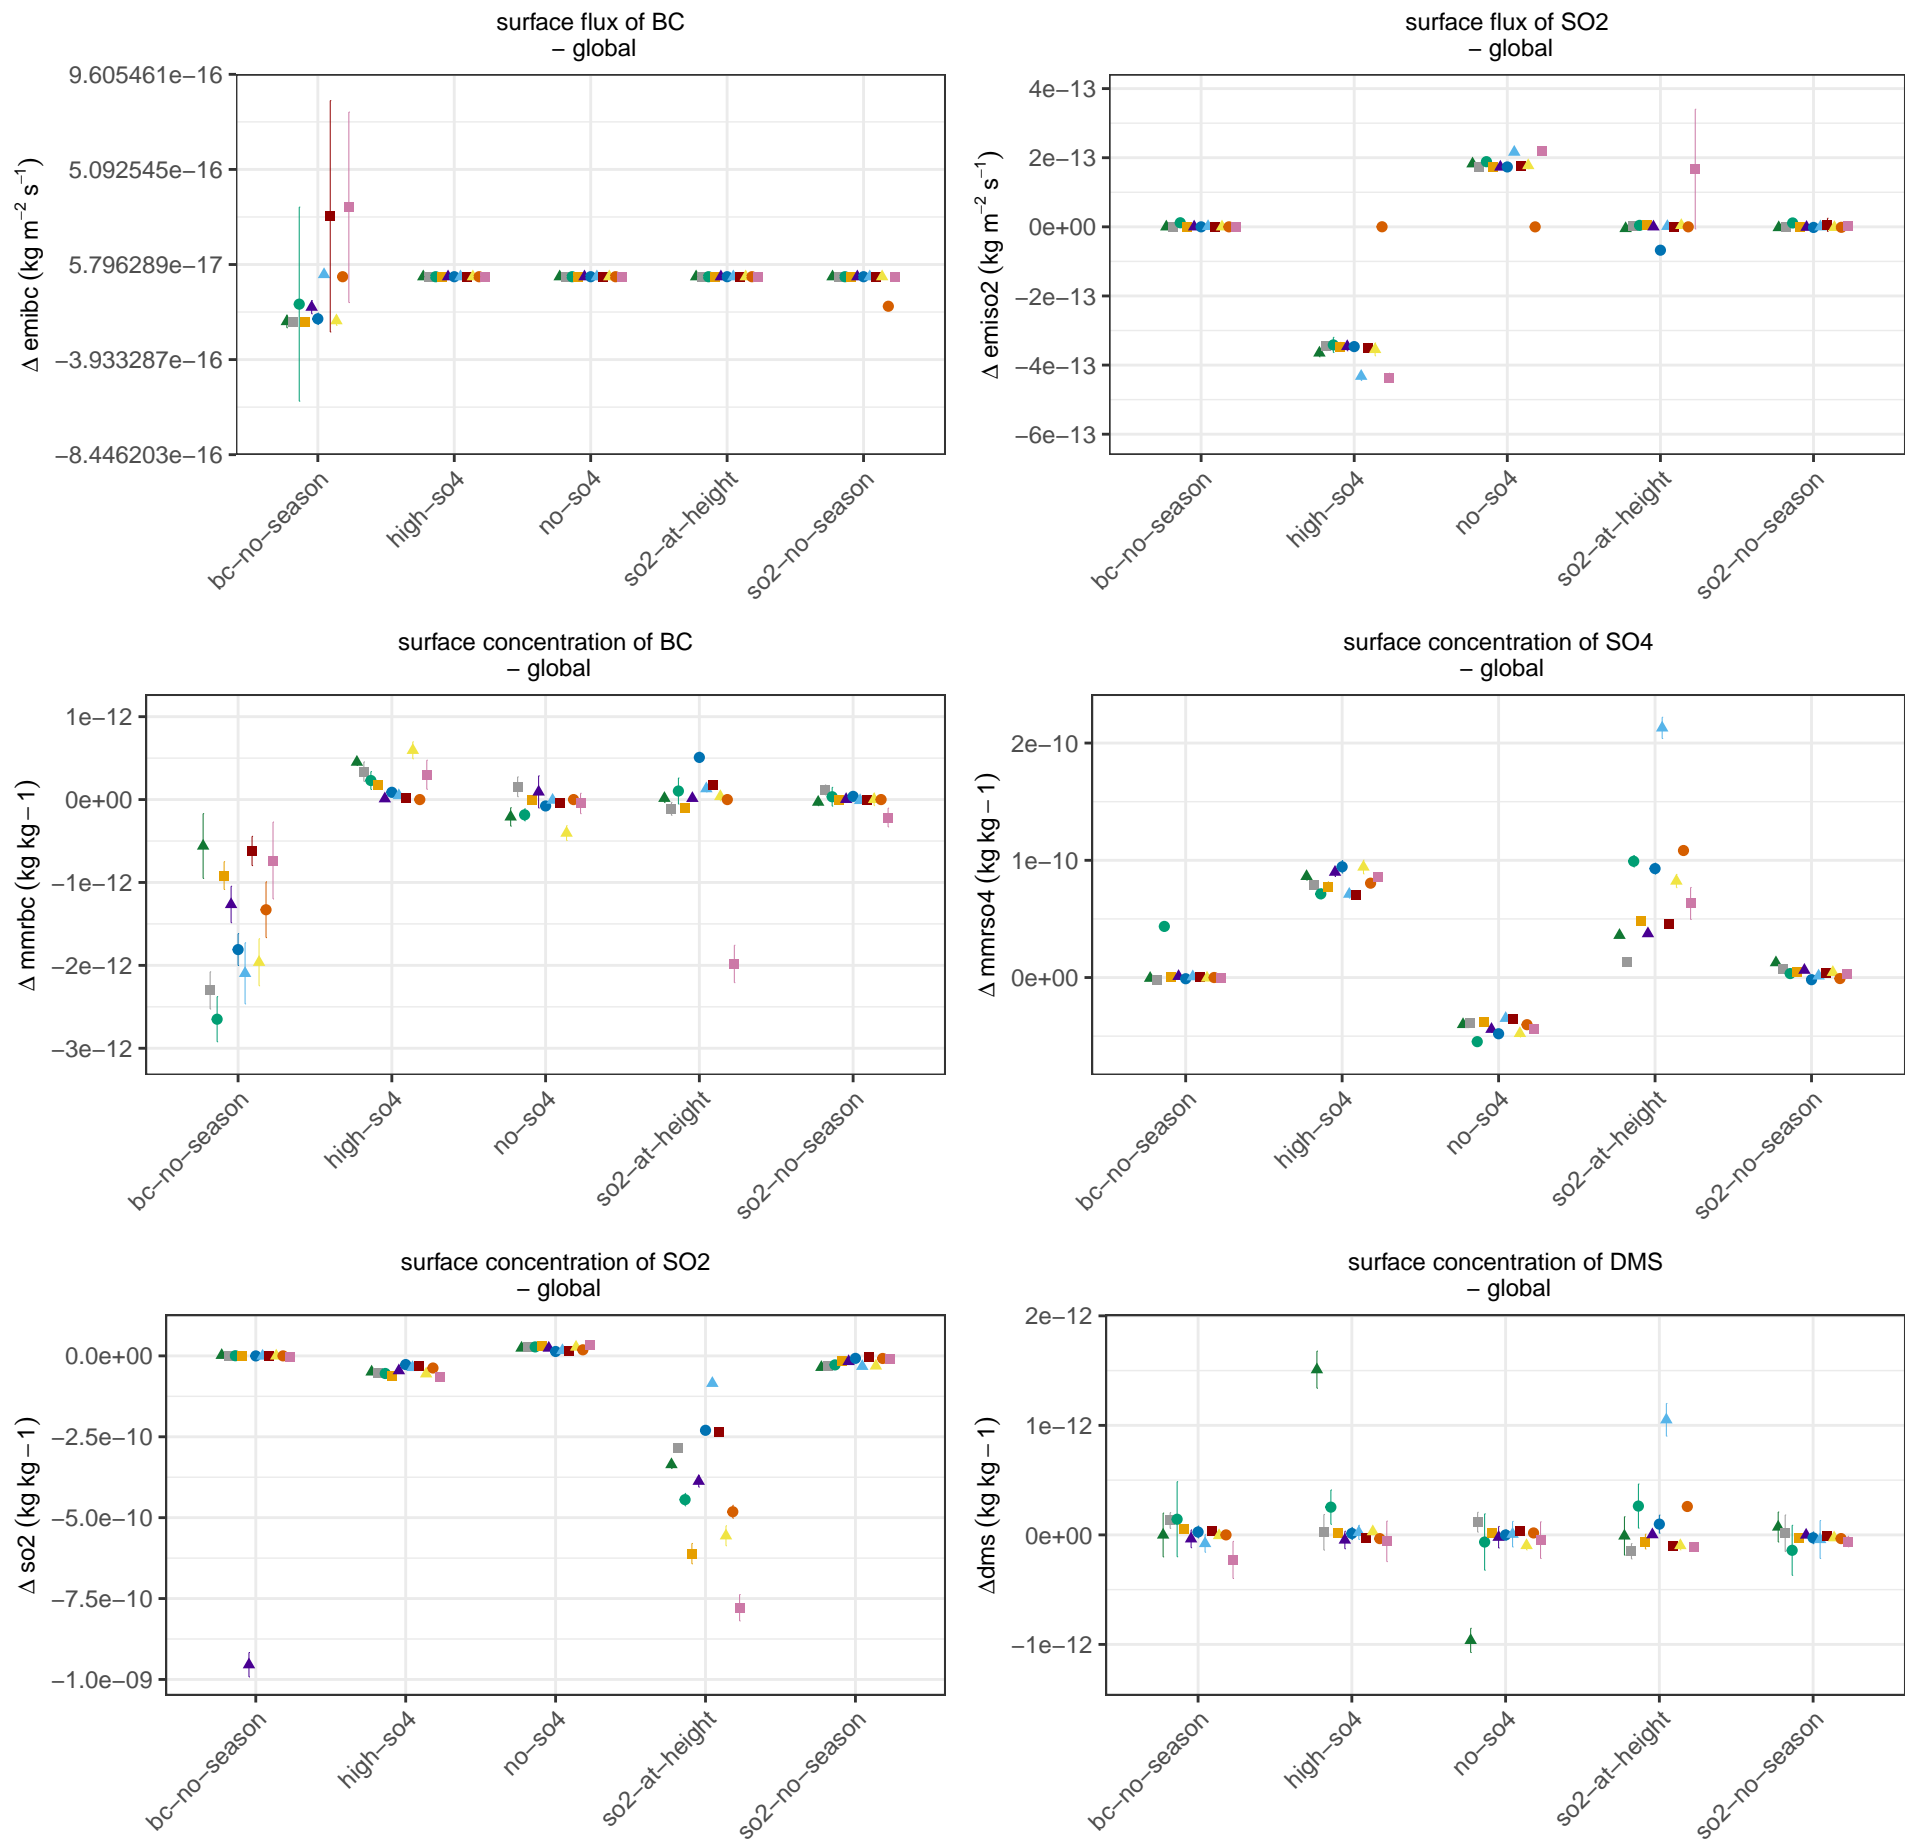 surface flux of BC
− global
9.605461e−16
5.092545e−16
5.796289e−17
−3.933287e−16
−8.446203e−16
Δ emibc (kg m−2 s−1)
bc−no−season
high−so4
no−so4
so2−at−height
so2−no−season
surface flux of SO2
− global
4e−13
2e−13
0e+00
−2e−13
−4e−13
−6e−13
Δ emiso2 (kg m−2 s−1)
bc−no−season
high−so4
no−so4
so2−at−height
so2−no−season
surface concentration of BC
− global
1e−12
0e+00
−1e−12
−2e−12
−3e−12
Δ mmrbc (kg kg−1)
bc−no−season
high−so4
no−so4
so2−at−height
so2−no−season
surface concentration of SO4
− global
2e−10
1e−10
0e+00
Δ mmrso4 (kg kg−1)
bc−no−season
high−so4
no−so4
so2−at−height
so2−no−season
surface concentration of SO2
− global
0.0e+00
−2.5e−10
−5.0e−10
−7.5e−10
−1.0e−09
Δ so2 (kg kg−1)
bc−no−season
high−so4
no−so4
so2−at−height
so2−no−season
surface concentration of DMS
− global
2e−12
1e−12
0e+00
−1e−12
Δdms (kg kg−1)
bc−no−season
high−so4
no−so4
so2−at−height
so2−no−season